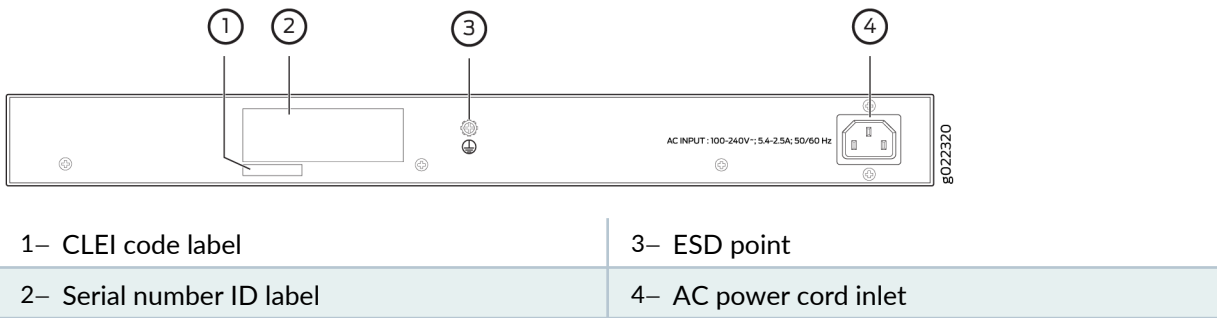 1 2 3 4
AC INPUT : 100-240V~; 5.4-2.5A; 50/60 Hz
g022320
1– CLEI code label
3– ESD point
2– Serial number ID label
4– AC power cord inlet